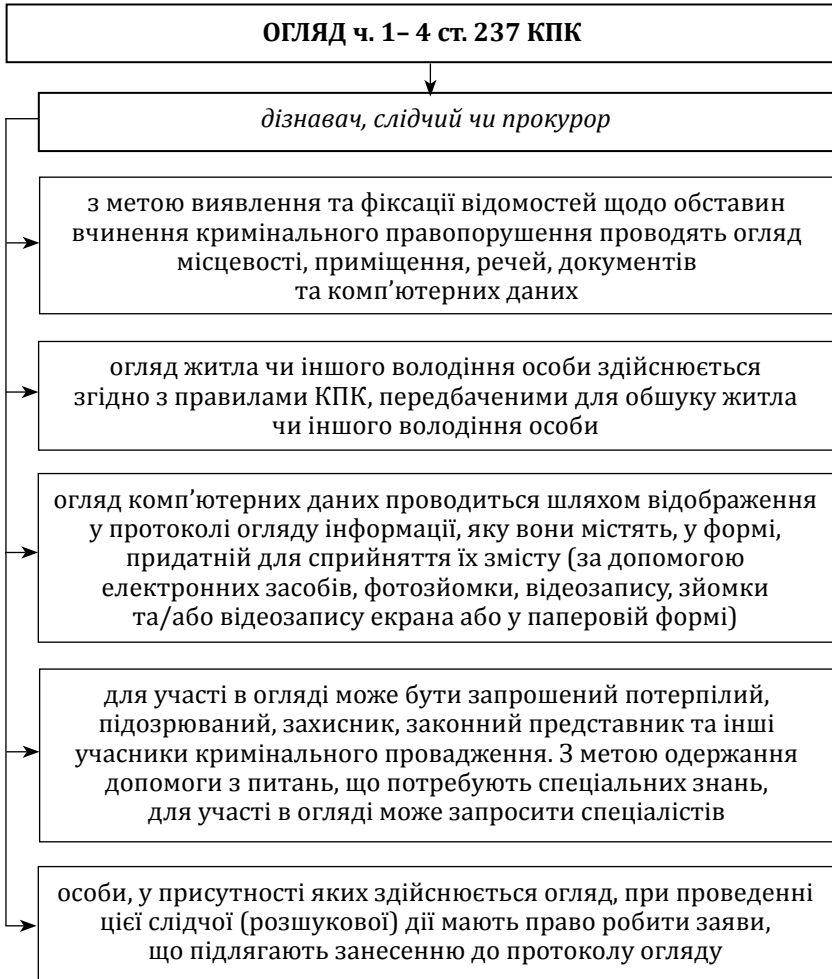 ОГЛЯД ч. 1– 4 ст. 237 КПК
дізнавач, слідчий чи прокурор
з метою виявлення та фіксації відомостей щодо обставин
вчинення кримінального правопорушення проводять огляд
місцевості, приміщення, речей, документів
та комп’ютерних даних
огляд житла чи іншого володіння особи здійснюється
згідно з правилами КПК, передбаченими для обшуку житла
чи іншого володіння особи
огляд комп’ютерних даних проводиться шляхом відображення
у протоколі огляду інформації, яку вони містять, у формі,
придатній для сприйняття їх змісту (за допомогою
електронних засобів, фотозйомки, відеозапису, зйомки
та/або відеозапису екрана або у паперовій формі)
для участі в огляді може бути запрошений потерпілий,
підозрюваний, захисник, законний представник та інші
учасники кримінального провадження. З метою одержання
допомоги з питань, що потребують спеціальних знань,
для участі в огляді може запросити спеціалістів
особи, у присутності яких здійснюється огляд, при проведенні
цієї слідчої (розшукової) дії мають право робити заяви,
що підлягають занесенню до протоколу огляду